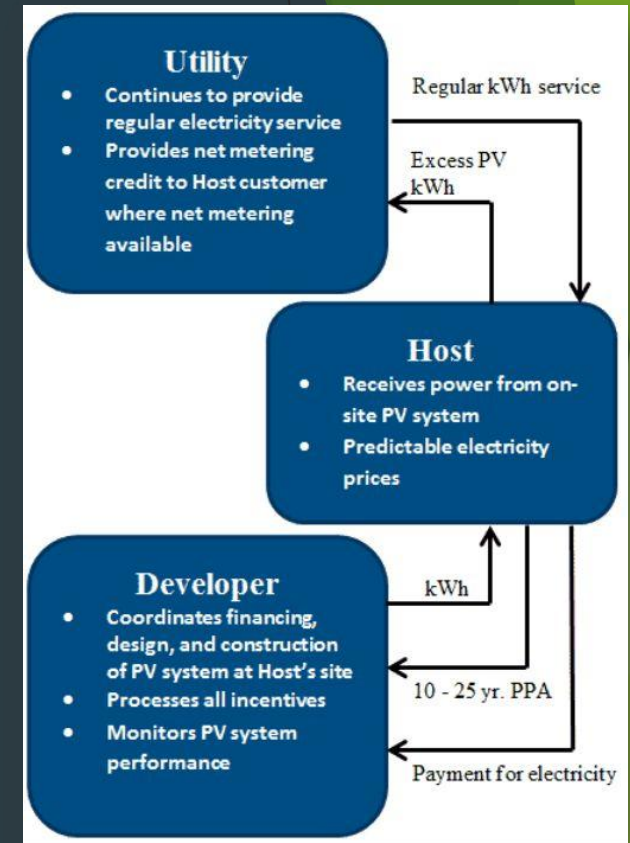 Utility
• Continues to provide
regular electricity service
• Provides net metering
credit to Host customer
where net metering
available
Regular kWh service
Excess PV
kWh
Host
• Receives power from on-
site PV system
• Predictable electricity
prices
Developer
• Coordinates financing,
design, and construction
of PV system at Host's site
• Processes all incentives
• Monitors PV system
performance
kWh
10 - 25 yr. PPA
Payment for electricity